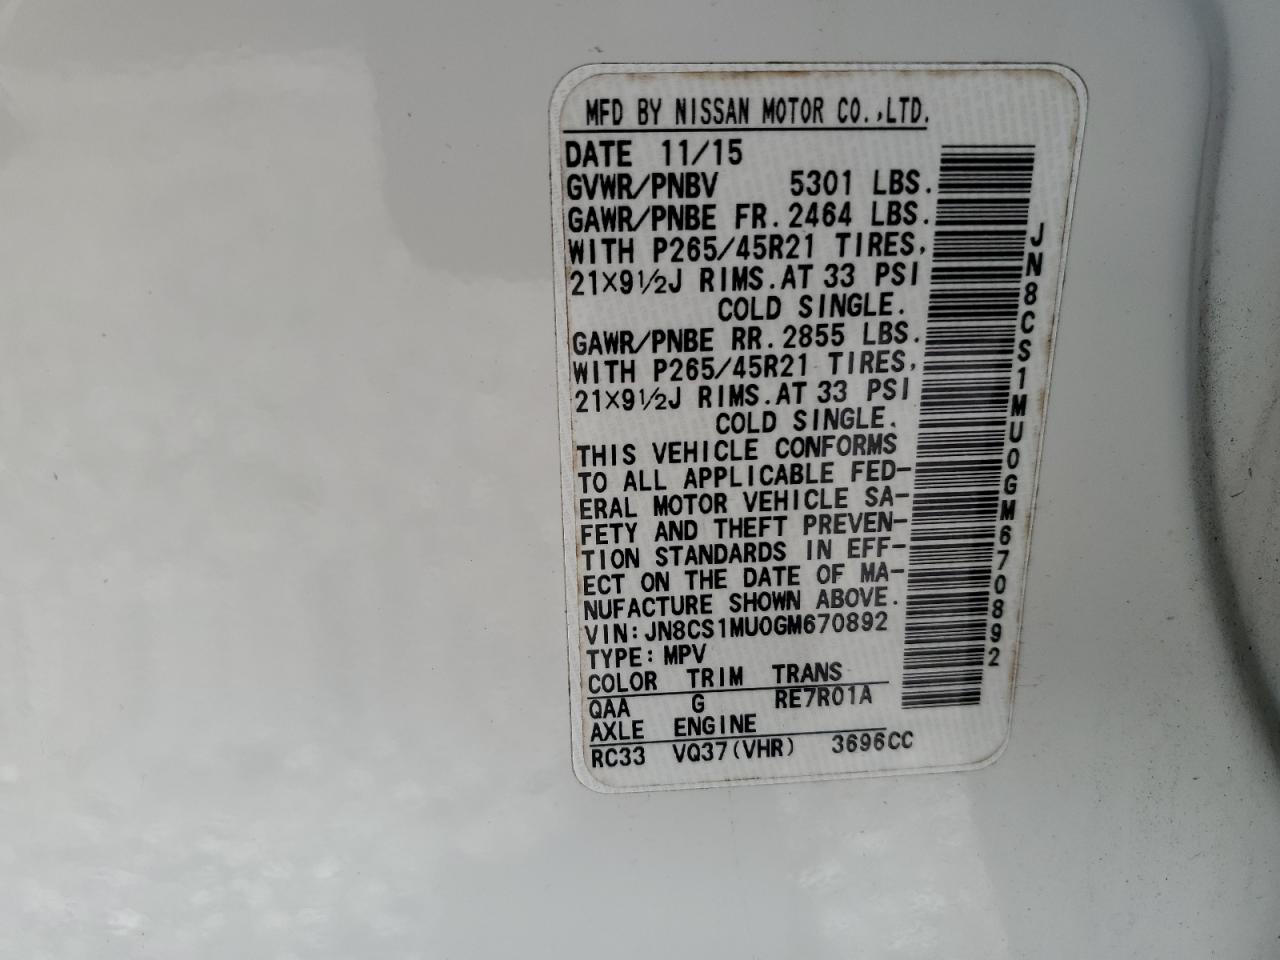 MFD BY NISSAN MOTOR CO.,LTD.
DATE 11/15
GVWR/PNBV 5301 LBS.
GAWR/PNBE FR.2464 LBS.
WITH P265/45R21 TIRES,
21×9½J RIMS.AT 33 PSI
COLD SINGLE.
GAWR/PNBE RR.2855 LBS.
WITH P265/45R21 TIRES,
21×9½J RIMS.AT 33 PSI
COLD SINGLE.
THIS VEHICLE CONFORMS
TO ALL APPLICABLE FED-
ERAL MOTOR VEHICLE SA-
FETY AND THEFT PREVEN-
TION STANDARDS IN EFF-
ECT ON THE DATE OF MA-
NUFACTURE SHOWN ABOVE.
VIN:JN8CS1MU0GM670892
TYPE:MPV
COLOR TRIM TRANS
QAA G RE7R01A
AXLE ENGINE
RC33 VQ37(VHR) 3696CC
JN8CS1MU0GM670892